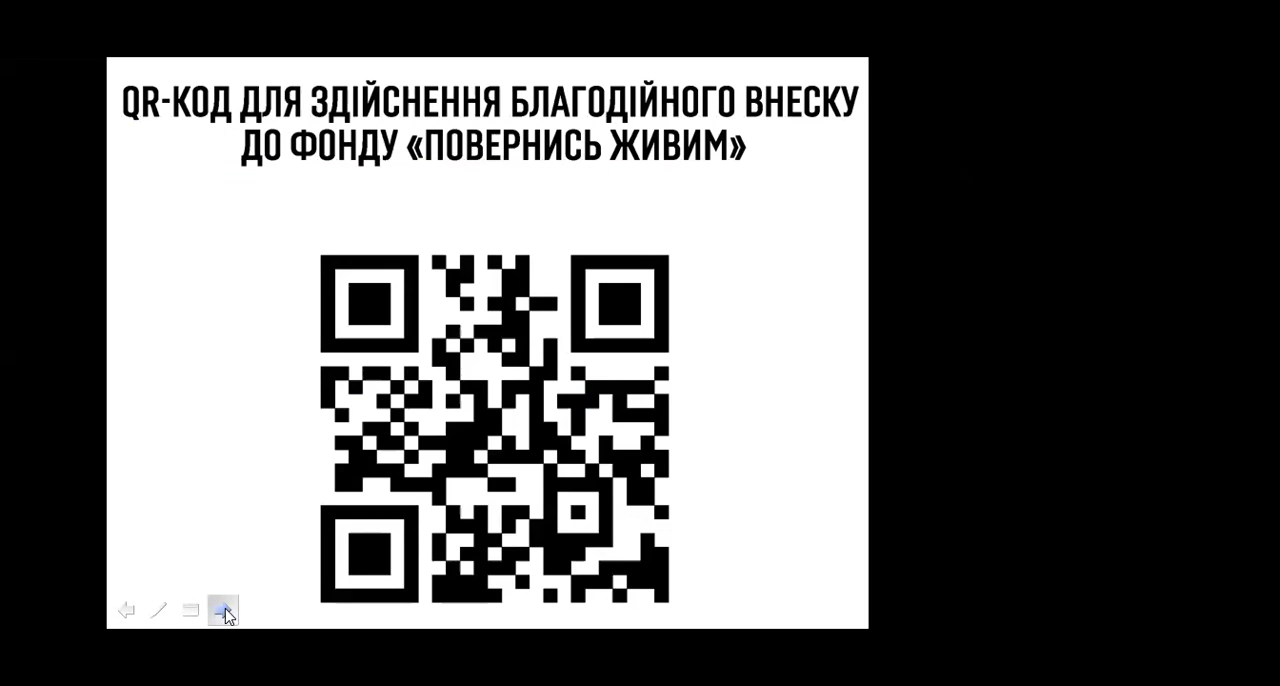 QR-КОД ДЛЯ ЗДІЙСНЕННЯ БЛАГОДІЙНОГО ВНЕСКУ
ДО ФОНДУ «ПОВЕРНИСЬ ЖИВИМ»